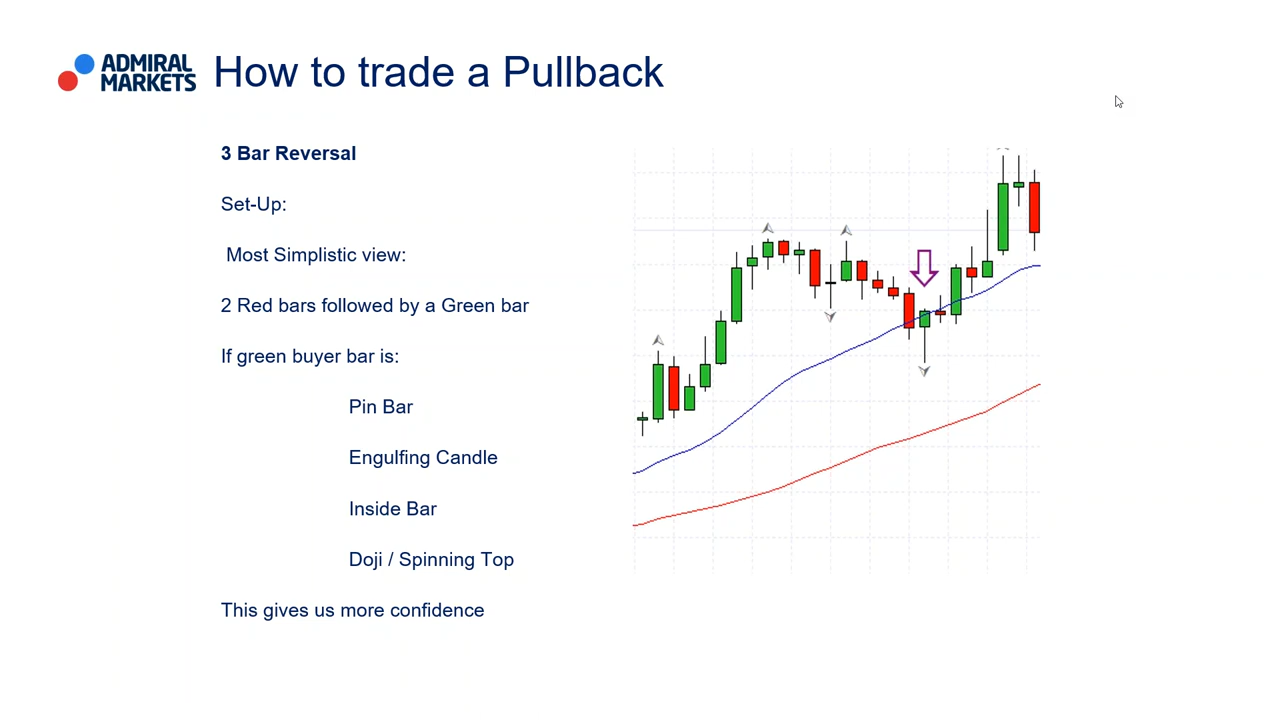 ADMIRAL
MARKETS
How to trade a Pullback
3 Bar Reversal
Set-Up:
Most Simplistic view:
2 Red bars followed by a Green bar
If green buyer bar is:
Pin Bar
Engulfing Candle
Inside Bar
Doji / Spinning Top
This gives us more confidence